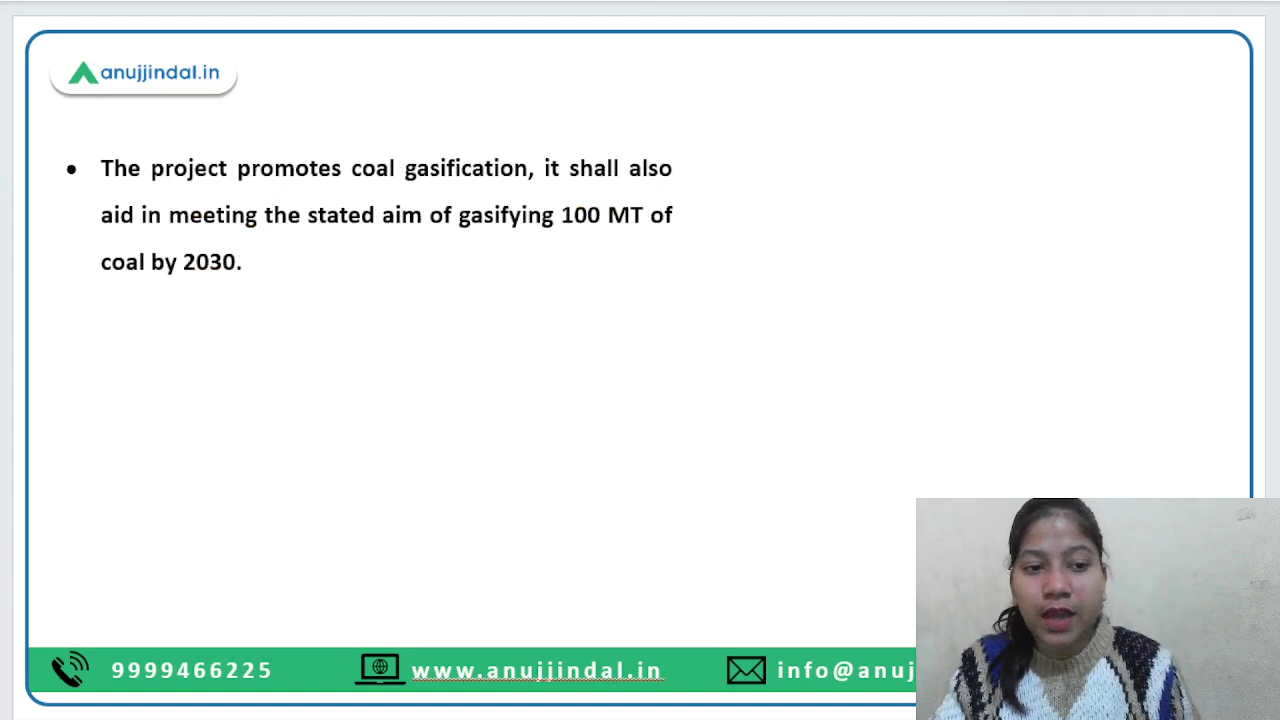 anujjindal.in
• The project promotes coal gasification, it shall also
aid in meeting the stated aim of gasifying 100 MT of
coal by 2030.
9999466225 www.anujjindal.in info@anuj